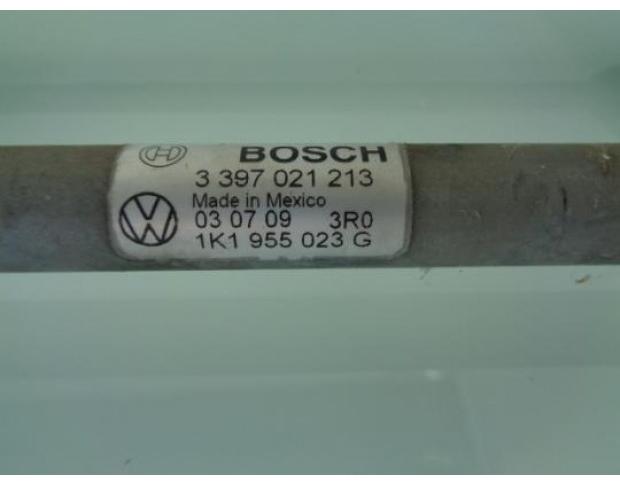 BOSCH
3 397 021 213
Made in Mexico
03 07 09 3R0
1K1 955 023 G